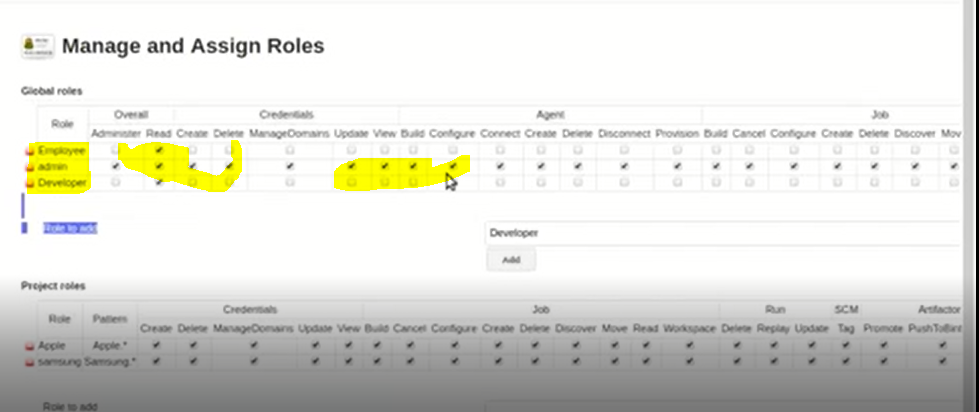 Manage and Assign Roles
Global roles
Role Overall Credentials Agent Job
Administer Read Create Delete ManageDomains Update View Build Configure Connect Create Delete Disconnect Provision Build Cancel Configure Create Delete Discover Mov
Employee
admin
Developer
Role to add
Developer
Add
Project roles
Role Pattern Credentials Job Run SCM Artifactor
Create Delete ManageDomains Update View Build Cancel Configure Create Delete Discover Move Read Workspace Delete Replay Update Tag Promote PushToBint
Apple Apple.*
samsung Samsung.*
Role to add